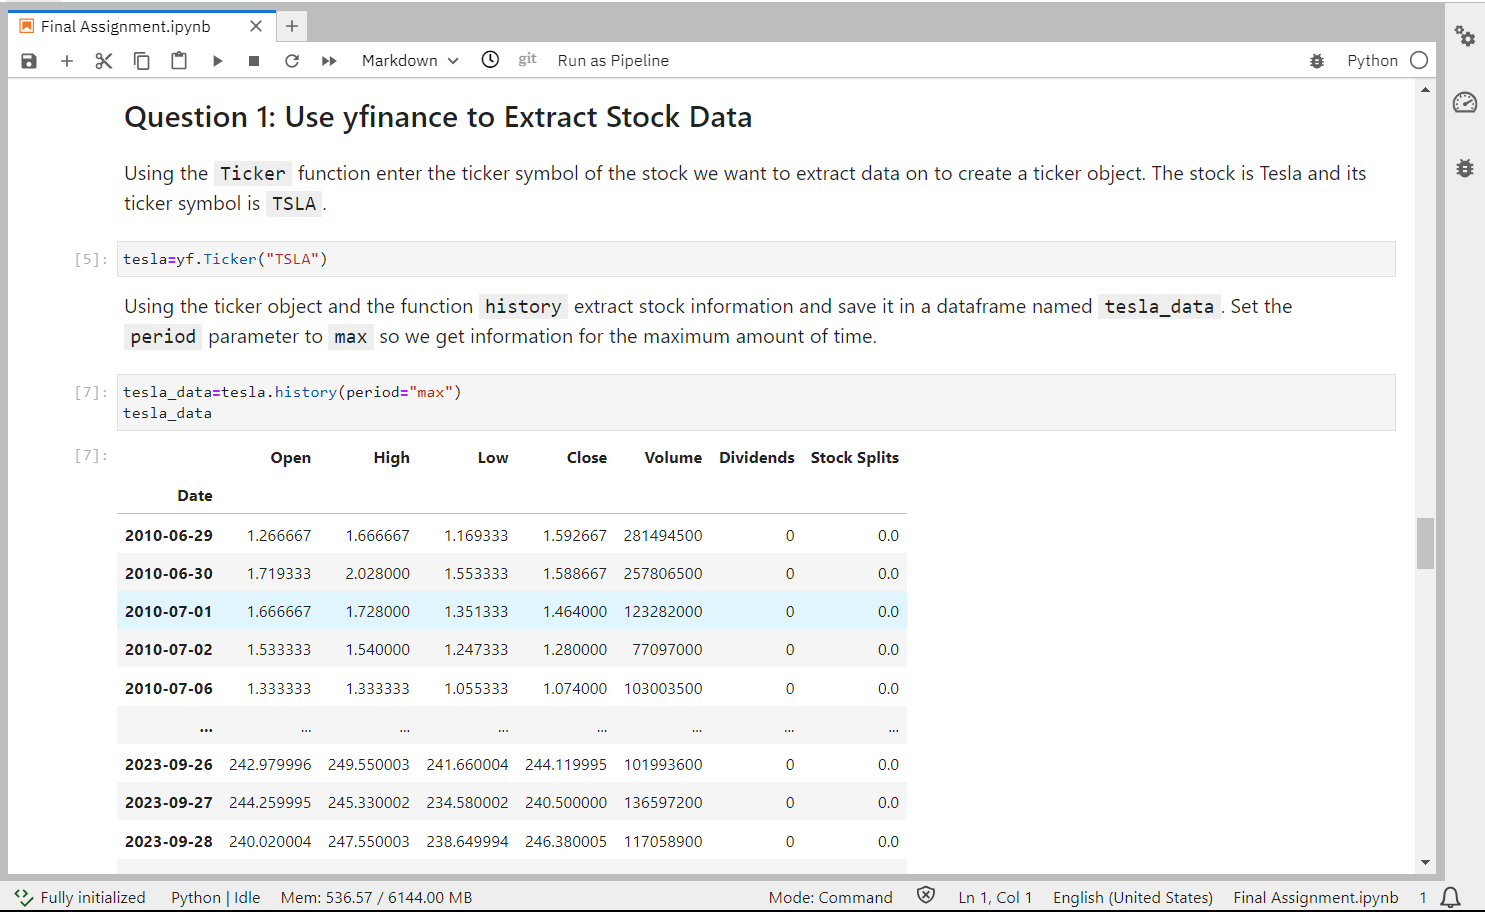 Final Assignment.ipynb
Markdown git Run as Pipeline Python
Question 1: Use yfinance to Extract Stock Data
Using the Ticker function enter the ticker symbol of the stock we want to extract data on to create a ticker object. The stock is Tesla and its
ticker symbol is TSLA .
[5]: tesla=yf.Ticker("TSLA")
Using the ticker object and the function history extract stock information and save it in a dataframe named tesla_data . Set the
period parameter to max so we get information for the maximum amount of time.
[7]: tesla_data=tesla.history(period="max")
tesla_data
[7]: Open High Low Close Volume Dividends Stock Splits
Date
2010-06-29 1.266667 1.666667 1.169333 1.592667 281494500 0 0.0
2010-06-30 1.719333 2.028000 1.553333 1.588667 257806500 0 0.0
2010-07-01 1.666667 1.728000 1.351333 1.464000 123282000 0 0.0
2010-07-02 1.533333 1.540000 1.247333 1.280000 77097000 0 0.0
2010-07-06 1.333333 1.333333 1.055333 1.074000 103003500 0 0.0
... ... ... ... ... ... ... ...
2023-09-26 242.979996 249.550003 241.660004 244.119995 101993600 0 0.0
2023-09-27 244.259995 245.330002 234.580002 240.500000 136597200 0 0.0
2023-09-28 240.020004 247.550003 238.649994 246.380005 117058900 0 0.0
Fully initialized Python | Idle Mem: 536.57 / 6144.00 MB Mode: Command Ln 1, Col 1 English (United States) Final Assignment.ipynb 1